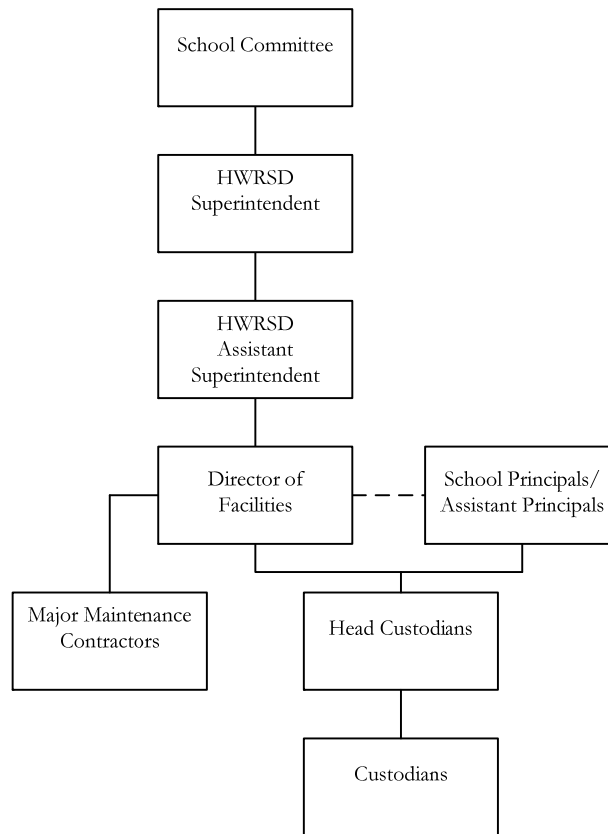 School Committee
HWRSD
Superintendent
HWRSD
Assistant
Superintendent
Director of
Facilities
School Principals/
Assistant Principals
Major Maintenance
Contractors
Head Custodians
Custodians